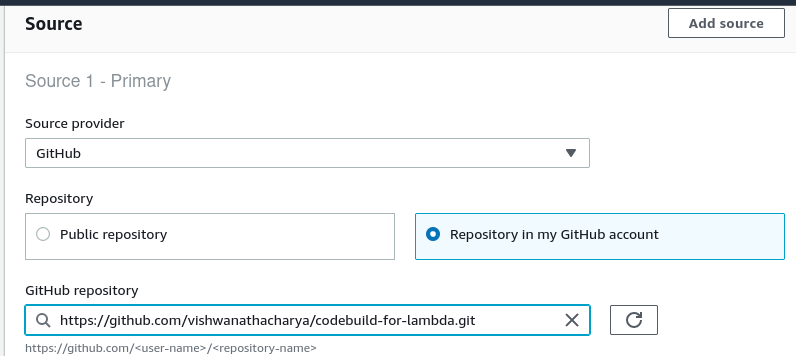 Source
Add source
Source 1 - Primary
Source provider
GitHub
Repository
Public repository
Repository in my GitHub account
GitHub repository
https://github.com/vishwanathacharya/codebuild-for-lambda.git
https://github.com/<user-name>/<repository-name>